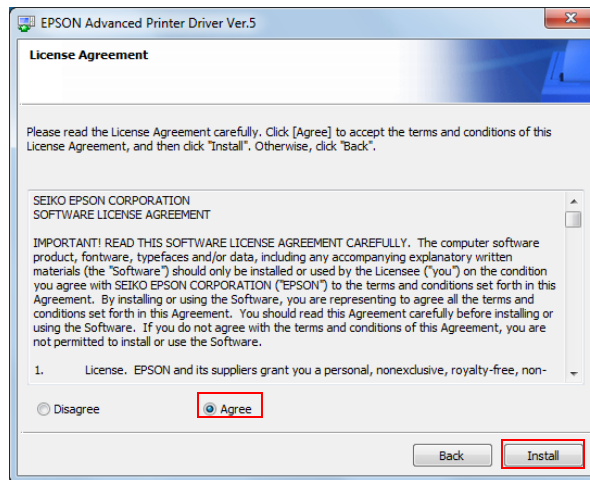 EPSON Advanced Printer Driver Ver.5
License Agreement
Please read the License Agreement carefully. Click [Agree] to accept the terms and conditions of this
License Agreement, and then click "Install". Otherwise, click "Back".
SEIKO EPSON CORPORATION
SOFTWARE LICENSE AGREEMENT
IMPORTANT! READ THIS SOFTWARE LICENSE AGREEMENT CAREFULLY. The computer software
product, fontware, typefaces and/or data, including any accompanying explanatory written
materials (the "Software") should only be installed or used by the Licensee ("you") on the condition
you agree with SEIKO EPSON CORPORATION ("EPSON") to the terms and conditions set forth in this
Agreement. By installing or using the Software, you are representing to agree all the terms and
conditions set forth in this Agreement. You should read this Agreement carefully before installing or
using the Software. If you do not agree with the terms and conditions of this Agreement, you are
not permitted to install or use the Software.
1. License. EPSON and its suppliers grant you a personal, nonexclusive, royalty-free, non-
Disagree Agree
Back Install